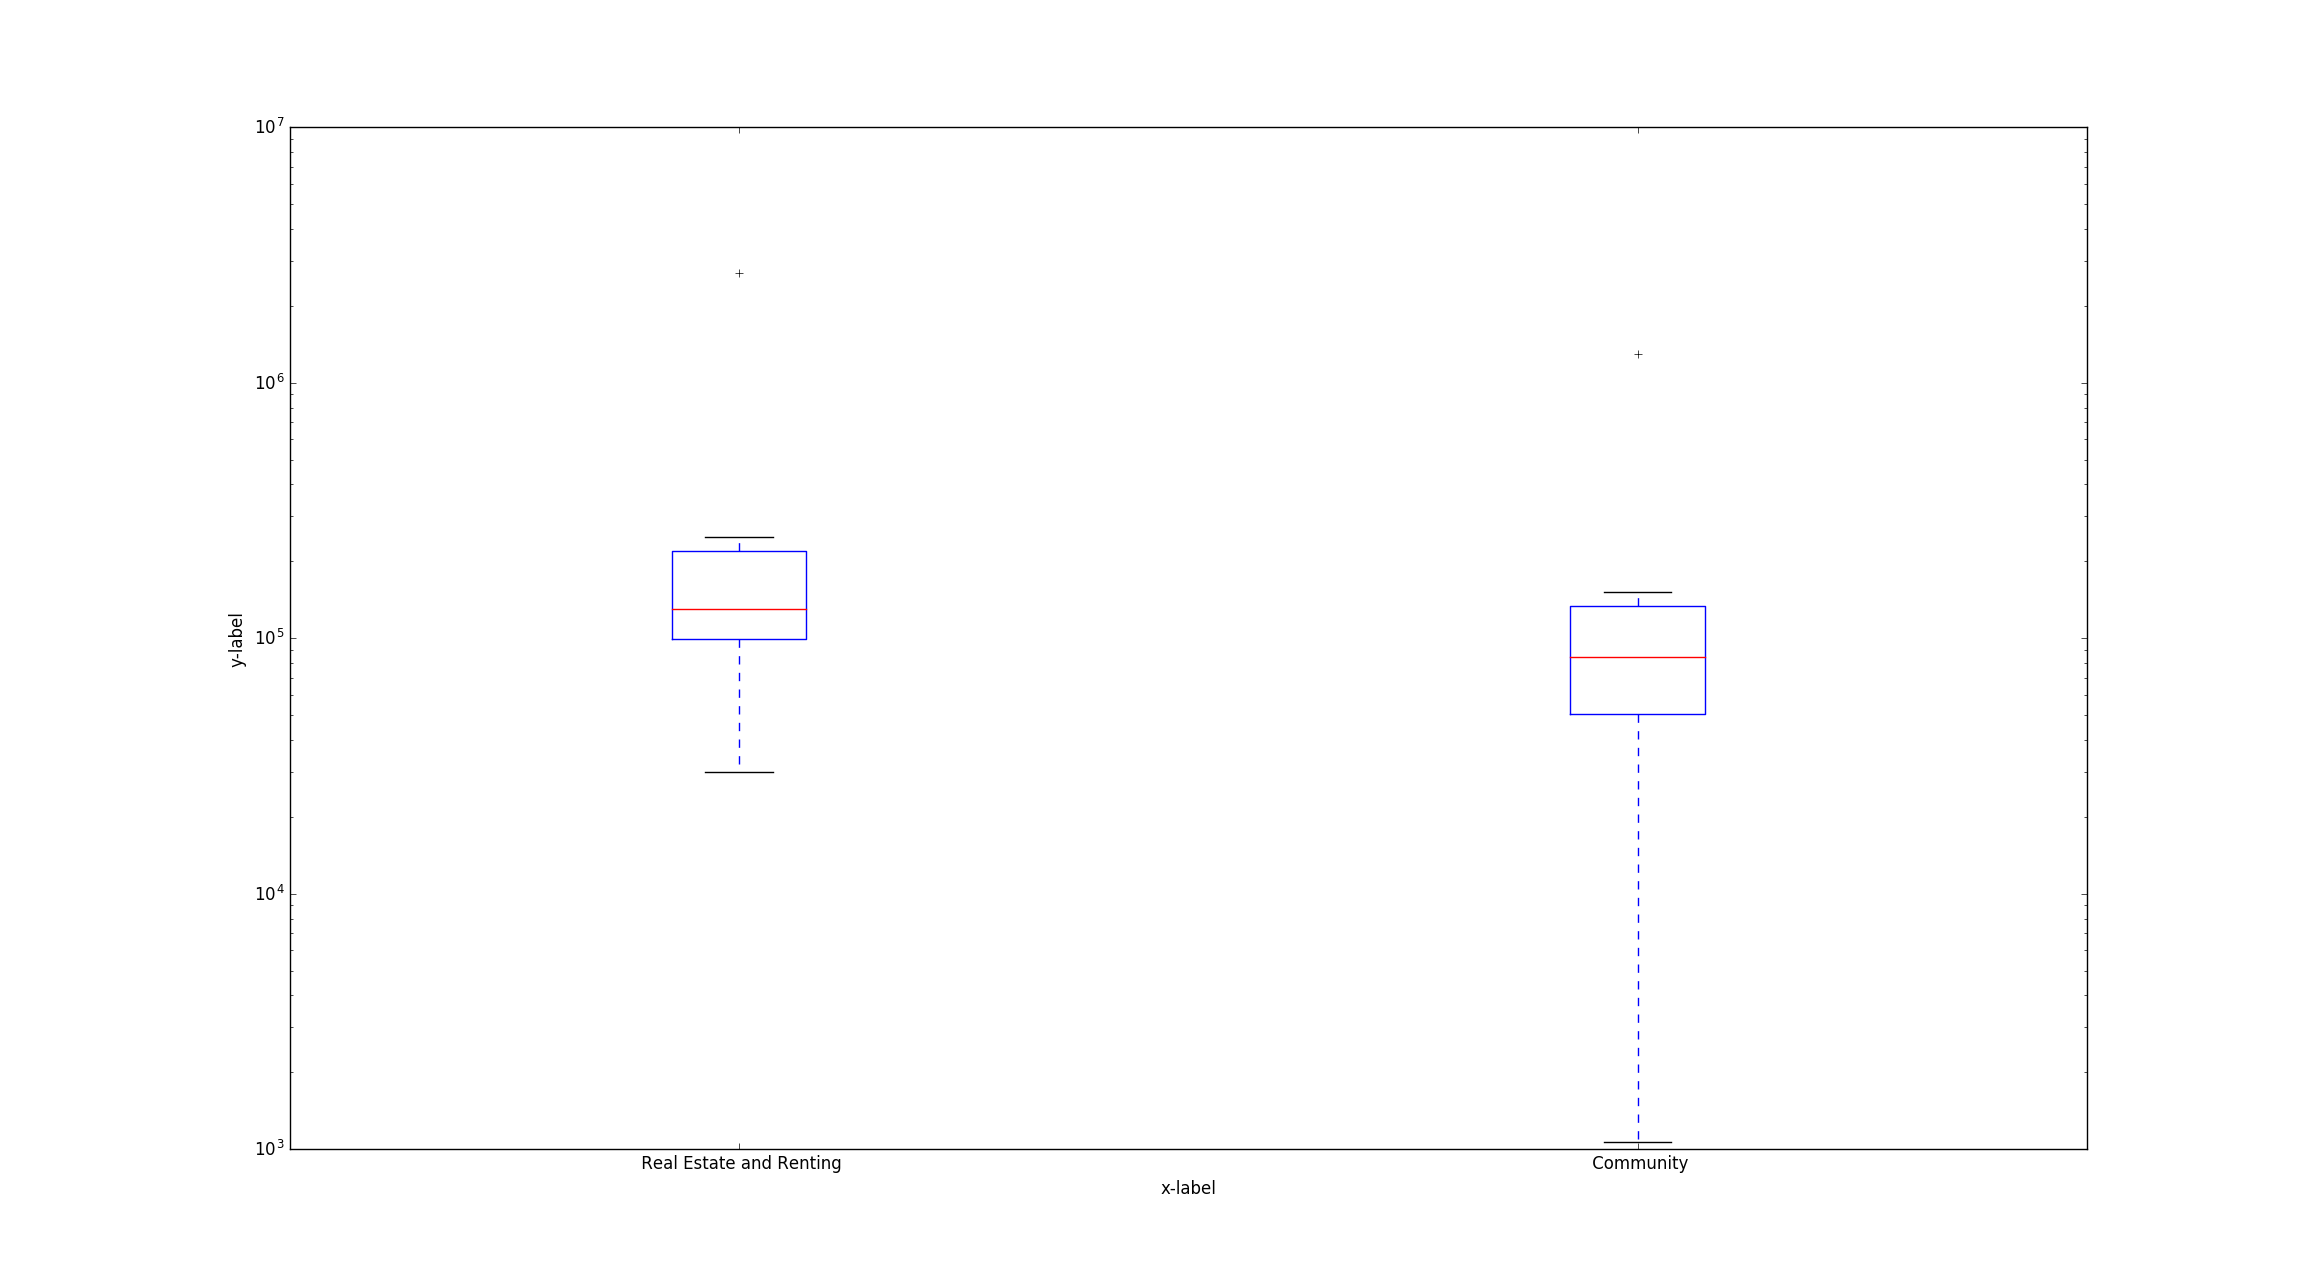 10^7
10^6
10^5
10^4
10^3
y-label
Real Estate and Renting
Community
x-label